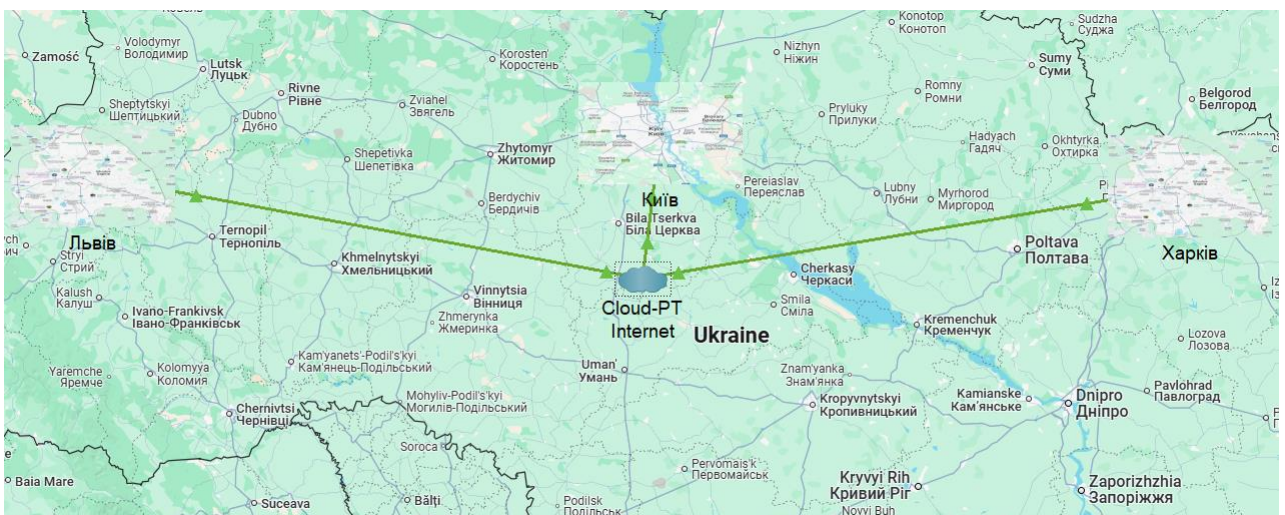 Konotop
Конотоп
Sudzha
Суджа
Zamość
Volodymyr
Володимир
Korosten'
Коростень
Nizhyn
Ніжин
Lutsk
Луцьк
Sumy
Суми
Rivne
Рівне
Zviahel
Звягель
Romny
Ромни
Belgorod
Белгород
Sheptytskyi
Шептицький
Dubno
Дубно
Pryluky
Прилуки
Hadyach
Гадяч
Okhtyrka
Охтирка
Shepetivka
Шепетівка
Zhytomyr
Житомир
Pereiaslav
Переяслав
Lubny
Лубни
Myrhorod
Миргород
Berdychiv
Бердичів
Київ
Bila Tserkva
Біла Церква
Львів
Stryi
Стрий
Ternopil
Тернопіль
Khmelnytskyi
Хмельницький
Poltava
Полтава
Харків
Cherkasy
Черкаси
Kalush
Калуш
Vinnytsia
Вінниця
Cloud-PT
Internet
Smila
Сміла
Ivano-Frankivsk
Івано-Франківськ
Zhmerynka
Жмеринка
Ukraine
Kremenchuk
Кременчук
Lozova
Лозова
Yaremche
Яремче
Kolomyya
Коломия
Kam'yanets'-Podil's'kyi
Кам'янець-Подільський
Uman'
Умань
Znam'yanka
Знам'янка
Mohyliv-Podil's'kyi
Могилів-Подільський
Kropyvnytskyi
Кропивницький
Kamianske
Кам'янське
Dnipro
Дніпро
Pavlohrad
Павлоград
Chernivtsi
Чернівці
Soroca
Pervomais'k
Первомайськ
Kryvyi Rih
Кривий Ріг
Baia Mare
Suceava
Bălți
Podilsk
Подільськ
Novyi Buh
Zaporizhzhia
Запоріжжя